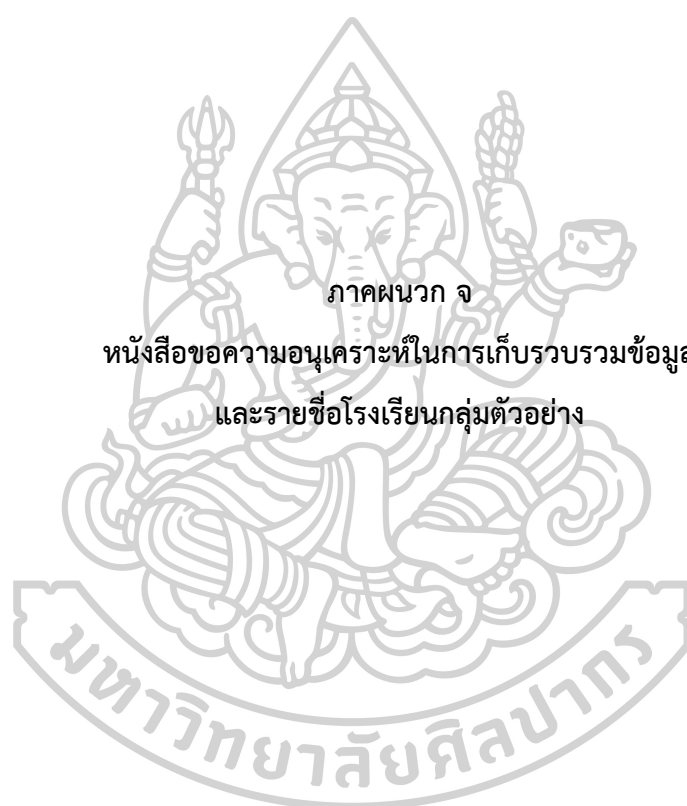 ภาคผนวก จ
หนังสือขอความอนุเคราะห์ในการเก็บรวบรวมข้อมูล
และรายชื่อโรงเรียนกลุ่มตัวอย่าง
มหาวิทยาลัยศิลปากร